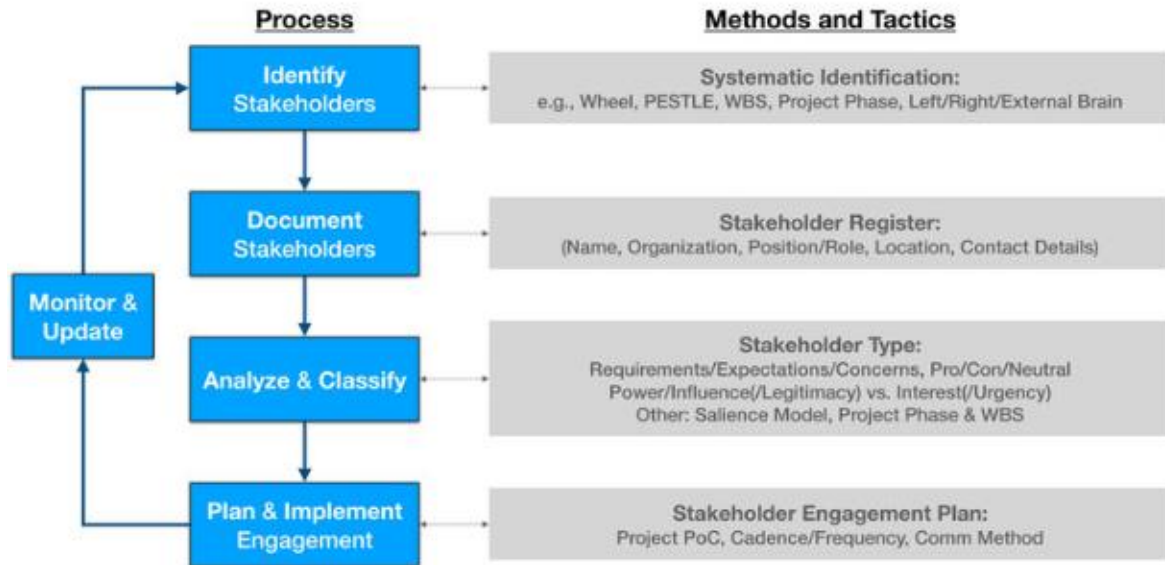 Process
Methods and Tactics
Identify
Stakeholders
Systematic Identification:
e.g., Wheel, PESTLE, WBS, Project Phase, Left/Right/External Brain
Document
Stakeholders
Stakeholder Register:
(Name, Organization, Position/Role, Location, Contact Details)
Monitor &
Update
Analyze & Classify
Stakeholder Type:
Requirements/Expectations/Concerns, Pro/Con/Neutral
Power/Influence(/Legitimacy) vs. Interest(/Urgency)
Other: Salience Model, Project Phase & WBS
Plan & Implement
Engagement
Stakeholder Engagement Plan:
Project PoC, Cadence/Frequency, Comm Method